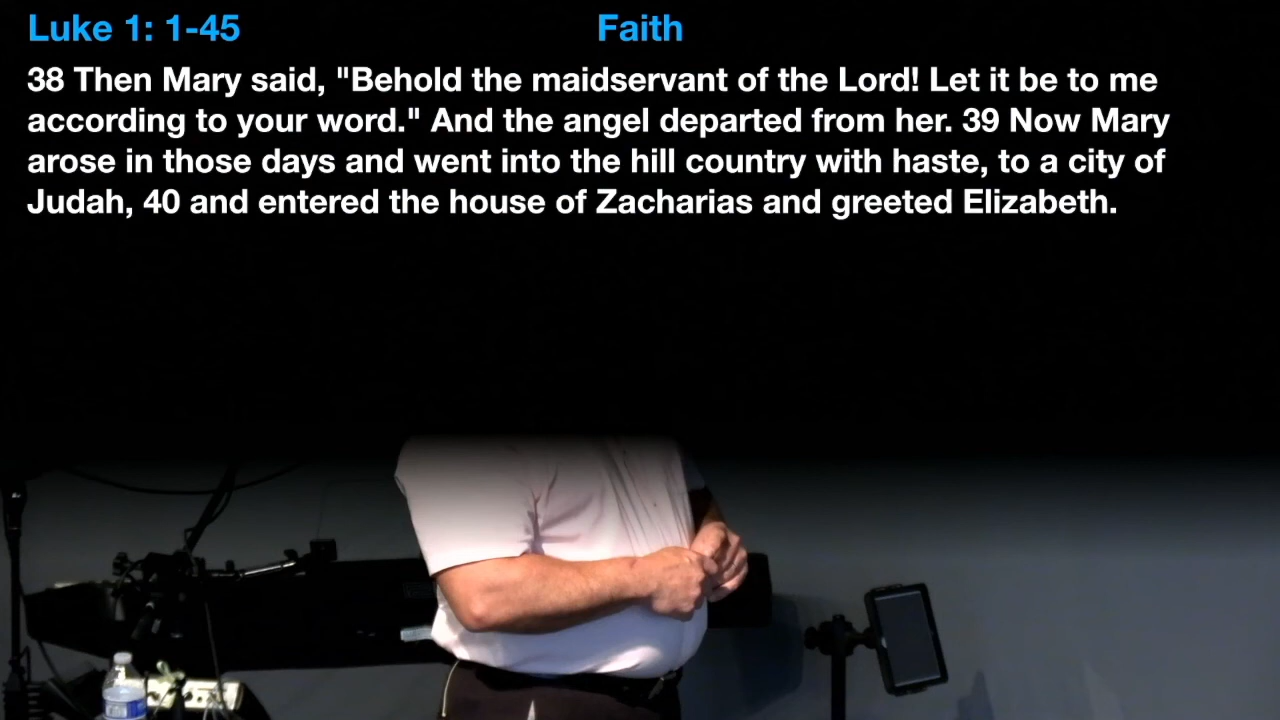 Luke 1: 1-45
Faith
38 Then Mary said, "Behold the maidservant of the Lord! Let it be to me
according to your word." And the angel departed from her. 39 Now Mary
arose in those days and went into the hill country with haste, to a city of
Judah, 40 and entered the house of Zacharias and greeted Elizabeth.